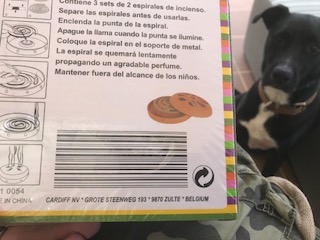 Contiene 3 sets de 2 espirales de incienso.
Separe las espirales antes de usarlas.
Encienda la punta de la espiral.
Apague la llama cuando la punta se ilumine.
Coloque la espiral en el soporte de metal.
La espiral se quemará lentamente
propagando un agradable perfume.
Mantener fuera del alcance de los niños.
0054
IN CHINA
CARDIFF NV * GROTE STEENWEG 193 * 9870 ZULTE * BELGIUM